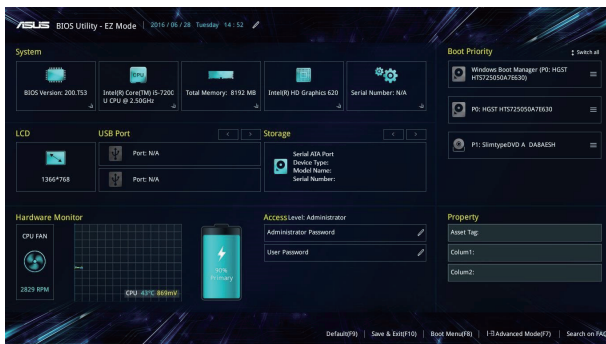 ASUS BIOS Utility - EZ Mode 2016 / 06 / 28 Tuesday 14 : 52
System
BIOS Version: 200.T53
CPU
Intel(R) Core(TM) i5-7200
U CPU @ 2.50GHz
Total Memory: 8192 MB
Intel(R) HD Graphics 620
Serial Number: N/A
Boot Priority
Switch all
Windows Boot Manager (P0: HGST
HTS725050A7E630)
P0: HGST HTS725050A7E630
P1: SlimtypeDVD A DA8AESH
LCD
1366*768
USB Port
Port: N/A
Port: N/A
Storage
Serial ATA Port
Device Type:
Model Name:
Serial Number:
Hardware Monitor
CPU FAN
2829 RPM
CPU 43°C 869mV
90%
Primary
Access Level: Administrator
Administrator Password
User Password
Property
Asset Tag:
Colum1:
Colum2:
Default(F9) | Save & Exit(F10) | Boot Menu(F8) | Advanced Mode(F7) | Search on FAQ